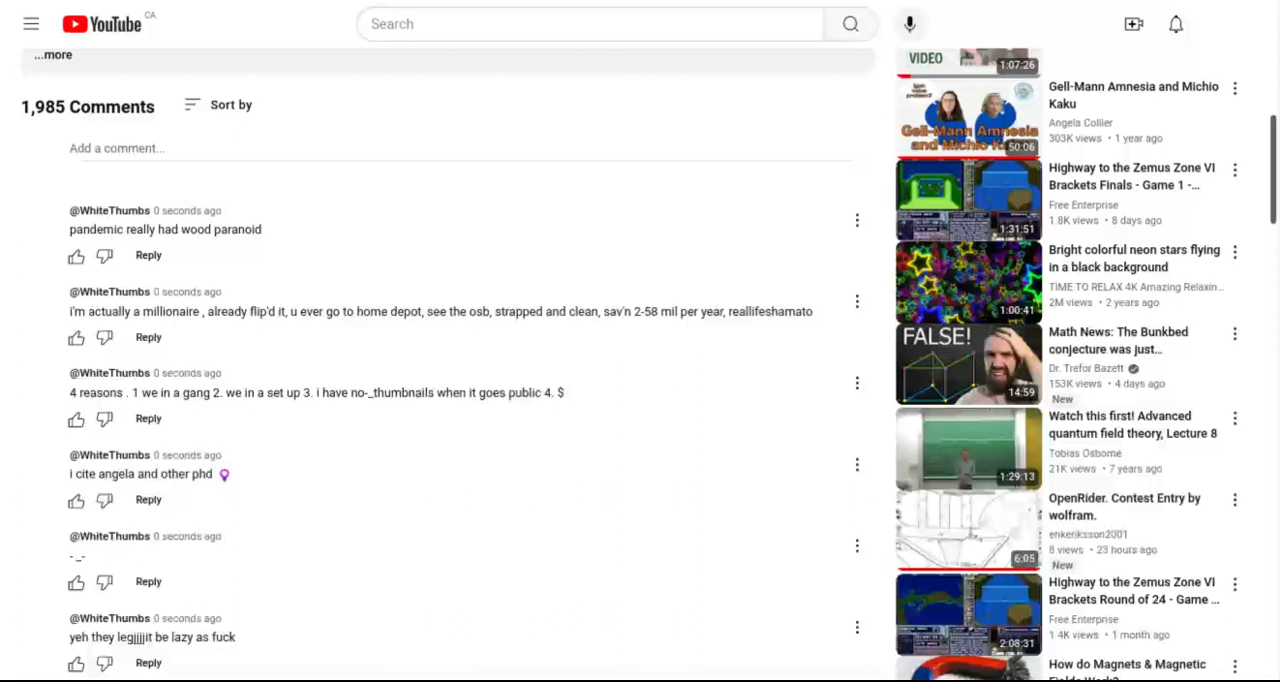 YouTube CA
Search
...more
1,985 Comments
Sort by
Add a comment...
@WhiteThumbs 0 seconds ago
pandemic really had wood paranoid
Reply
@WhiteThumbs 0 seconds ago
i'm actually a millionaire , already flip'd it, u ever go to home depot, see the osb, strapped and clean, sav'n 2-58 mil per year, reallifeshamato
Reply
@WhiteThumbs 0 seconds ago
4 reasons . 1 we in a gang 2. we in a set up 3. i have no-_thumbnails when it goes public 4. $
Reply
@WhiteThumbs 0 seconds ago
i cite angela and other phd
Reply
@WhiteThumbs 0 seconds ago
-_-
Reply
@WhiteThumbs 0 seconds ago
yeh they legjjjjjit be lazy as fuck
Reply
VIDEO
1:07:26
Gell-Mann Amnesia
and Michio
50:06
Gell-Mann Amnesia and Michio
Kaku
Angela Collier
303K views • 1 year ago
1:31:51
Highway to the Zemus Zone VI
Brackets Finals - Game 1 -...
Free Enterprise
1.8K views • 8 days ago
1:00:41
Bright colorful neon stars flying
in a black background
TIME TO RELAX 4K Amazing Relaxin...
2M views • 2 years ago
FALSE!
14:59
Math News: The Bunkbed
conjecture was just...
Dr. Trefor Bazett
153K views • 4 days ago
New
1:29:13
Watch this first! Advanced
quantum field theory, Lecture 8
Tobias Osborne
21K views • 7 years ago
6:05
OpenRider. Contest Entry by
wolfram.
erikeriksson2001
8 views • 23 hours ago
New
2:08:31
Highway to the Zemus Zone VI
Brackets Round of 24 - Game ...
Free Enterprise
1.4K views • 1 month ago
How do Magnets & Magnetic
Fields Work?